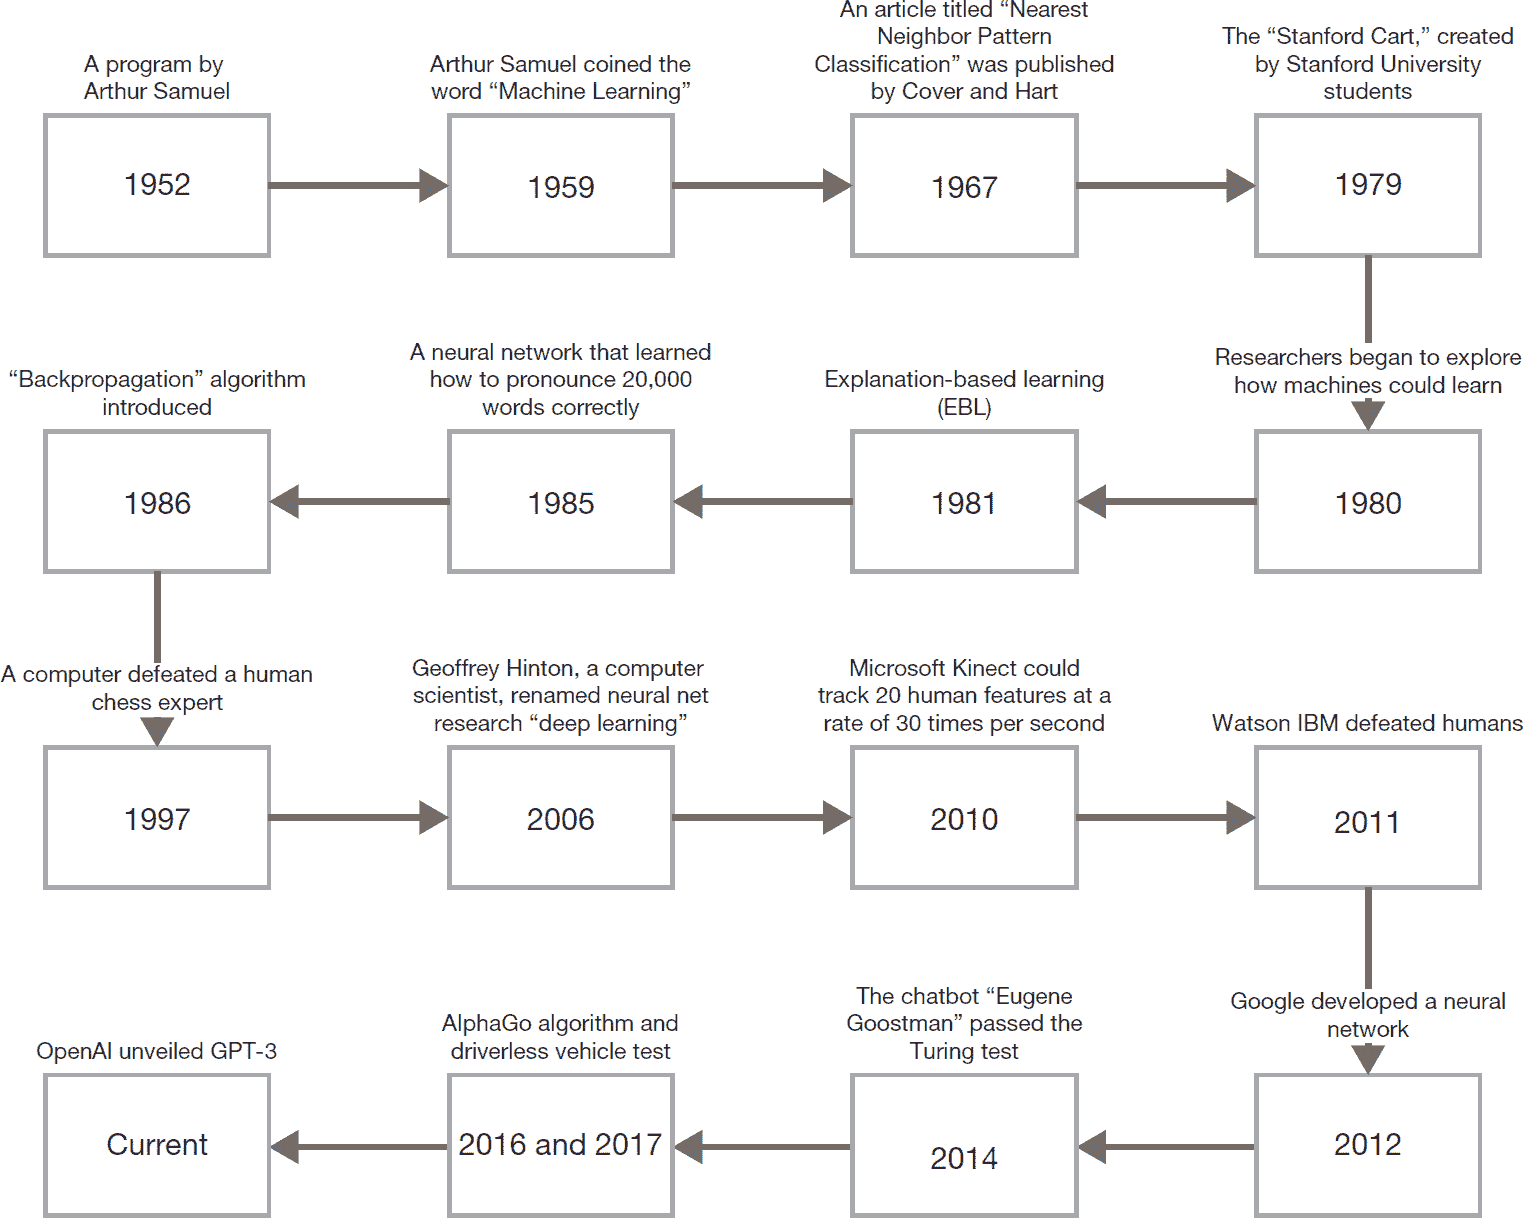 A program by
Arthur Samuel
1952
Arthur Samuel coined the
word “Machine Learning”
1959
An article titled “Nearest
Neighbor Pattern
Classification” was published
by Cover and Hart
1967
The “Stanford Cart,” created
by Stanford University
students
1979
Researchers began to explore
how machines could learn
1980
Explanation-based learning
(EBL)
1981
A neural network that learned
how to pronounce 20,000
words correctly
1985
“Backpropagation” algorithm
introduced
1986
A computer defeated a human
chess expert
1997
Geoffrey Hinton, a computer
scientist, renamed neural net
research “deep learning”
2006
Microsoft Kinect could
track 20 human features at a
rate of 30 times per second
2010
Watson IBM defeated humans
2011
Google developed a neural
network
2012
The chatbot “Eugene
Goostman” passed the
Turing test
2014
AlphaGo algorithm and
driverless vehicle test
2016 and 2017
OpenAI unveiled GPT-3
Current